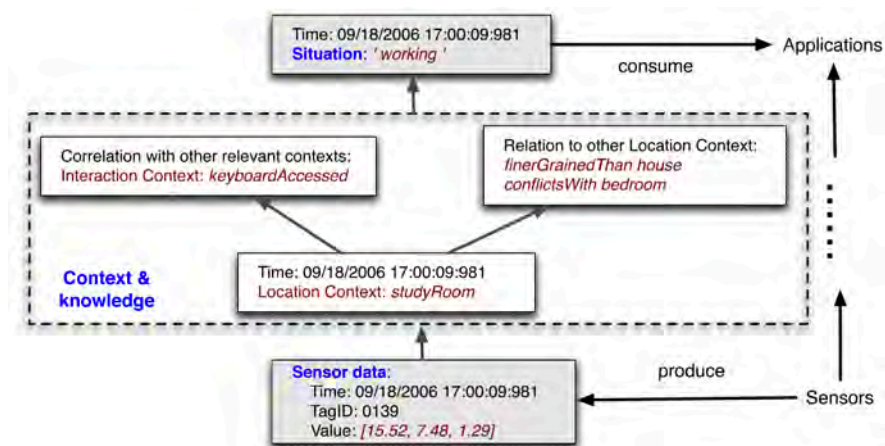 Time: 09/18/2006 17:00:09:981
Situation: ' working '
consume
Applications
Correlation with other relevant contexts:
Interaction Context: keyboardAccessed
Relation to other Location Context:
finerGrainedThan house
conflictsWith bedroom
Context &
knowledge
Time: 09/18/2006 17:00:09:981
Location Context: studyRoom
Sensor data:
Time: 09/18/2006 17:00:09:981
TagID: 0139
Value: [15.52, 7.48, 1.29]
produce
Sensors